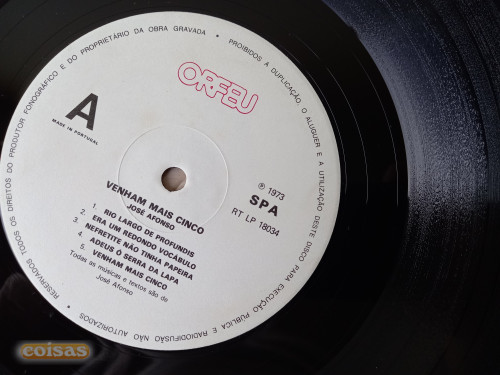 RESERVADOS TODOS OS DIREITOS DO PRODUTOR FONOGRÁFICO E DO PROPRIETÁRIO DA OBRA GRAVADA • PROIBIDOS A DUPLICAÇÃO, O ALUGUER E A UTILIZAÇÃO DESTE DISCO PARA EXECUÇÃO PÚBLICA E RADIODIFUSÃO NÃO AUTORIZADOS •
ORFEU
A
MADE IN PORTUGAL
℗ 1973
SPA
RT LP 18034
VENHAM MAIS CINCO
JOSÉ AFONSO
1. RIO LARGO DE PROFUNDIS
2. ERA UM REDONDO VOCÁBULO
3. NEFRETITE NÃO TINHA PAPEIRA
4. ADEUS Ó SERRA DA LAPA
5. VENHAM MAIS CINCO
Todas as músicas e textos são de
José Afonso
coisas